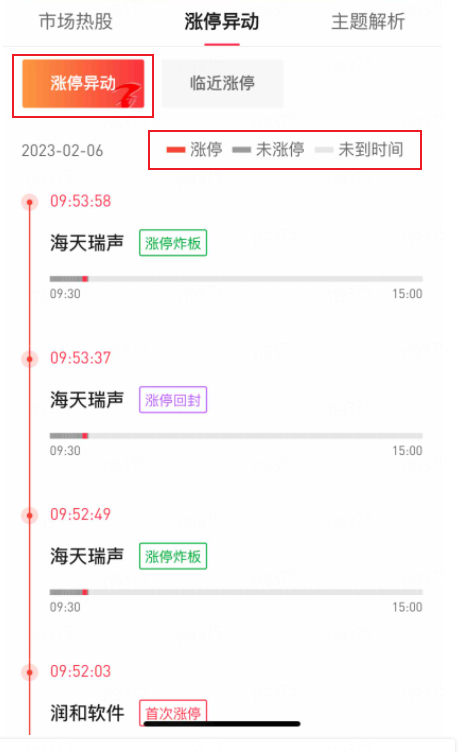 市场热股 涨停异动 主题解析
涨停异动 临近涨停
2023-02-06 涨停 未涨停 未到时间
09:53:58
海天瑞声 涨停炸板
09:30 15:00
09:53:37
海天瑞声 涨停回封
09:30 15:00
09:52:49
海天瑞声 涨停炸板
09:30 15:00
09:52:03
润和软件 首次涨停